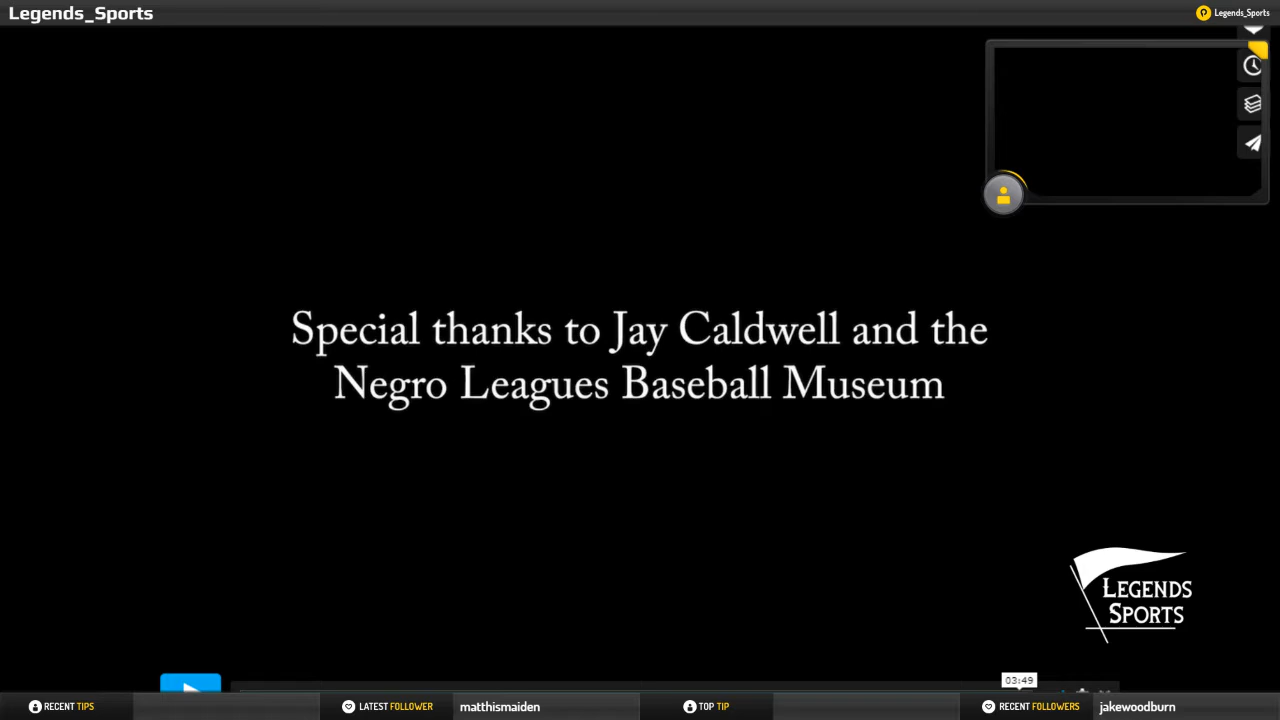 Legends_Sports
Legends_Sports
Special thanks to Jay Caldwell and the
Negro Leagues Baseball Museum
LEGENDS
SPORTS
03:49
RECENT TIPS
LATEST FOLLOWER
matthismaiden
TOP TIP
RECENT FOLLOWERS
jakewoodburn